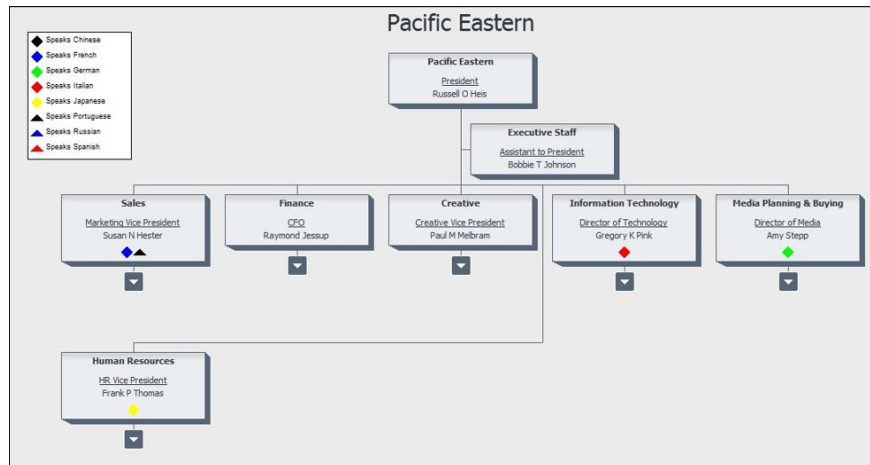 Pacific Eastern
Speaks Chinese
Speaks French
Speaks German
Speaks Italian
Speaks Japanese
Speaks Portuguese
Speaks Russian
Speaks Spanish
Pacific Eastern
President
Russell O Heis
Executive Staff
Assistant to President
Bobbie T Johnson
Sales
Marketing Vice President
Susan N Hester
Finance
CFO
Raymond Jessup
Creative
Creative Vice President
Paul M Melbram
Information Technology
Director of Technology
Gregory K Pink
Media Planning & Buying
Director of Media
Amy Stepp
Human Resources
HR Vice President
Frank P Thomas